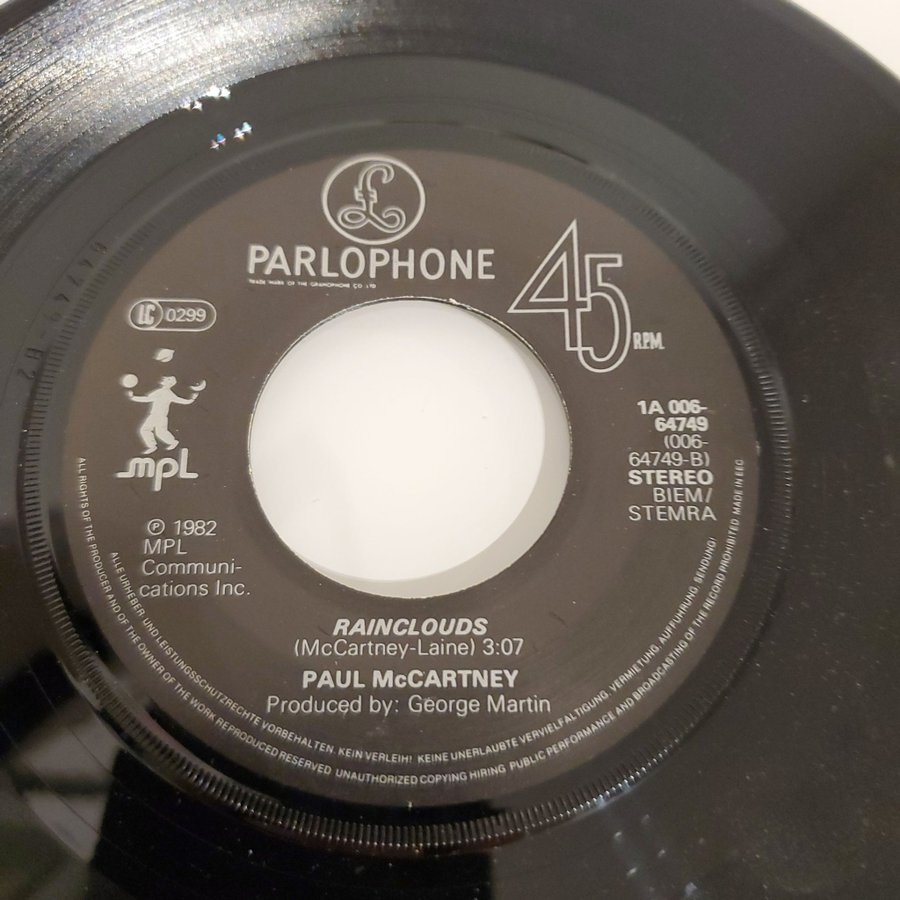 PARLOPHONE
TRADE MARK OF THE GRAMOPHONE CO. LTD
45
R.P.M.
LC 0299
mpL
1A 006-
64749
(006-
64749-B)
STEREO
BIEM/
STEMRA
℗ 1982
MPL
Communi-
cations Inc.
RAINCLOUDS
(McCartney-Laine) 3:07
PAUL McCARTNEY
Produced by: George Martin
ALLE URHEBER- UND LEISTUNGSSCHUTZRECHTE VORBEHALTEN. KEIN VERLEIH! KEINE UNERLAUBTE VERVIELFÄLTIGUNG, VERMIETUNG, AUFFÜHRUNG, SENDUNG!
ALL RIGHTS OF THE PRODUCER AND OF THE OWNER OF THE WORK REPRODUCED RESERVED UNAUTHORIZED COPYING HIRING PUBLIC PERFORMANCE AND BROADCASTING OF THE RECORD PROHIBITED MADE IN EEC